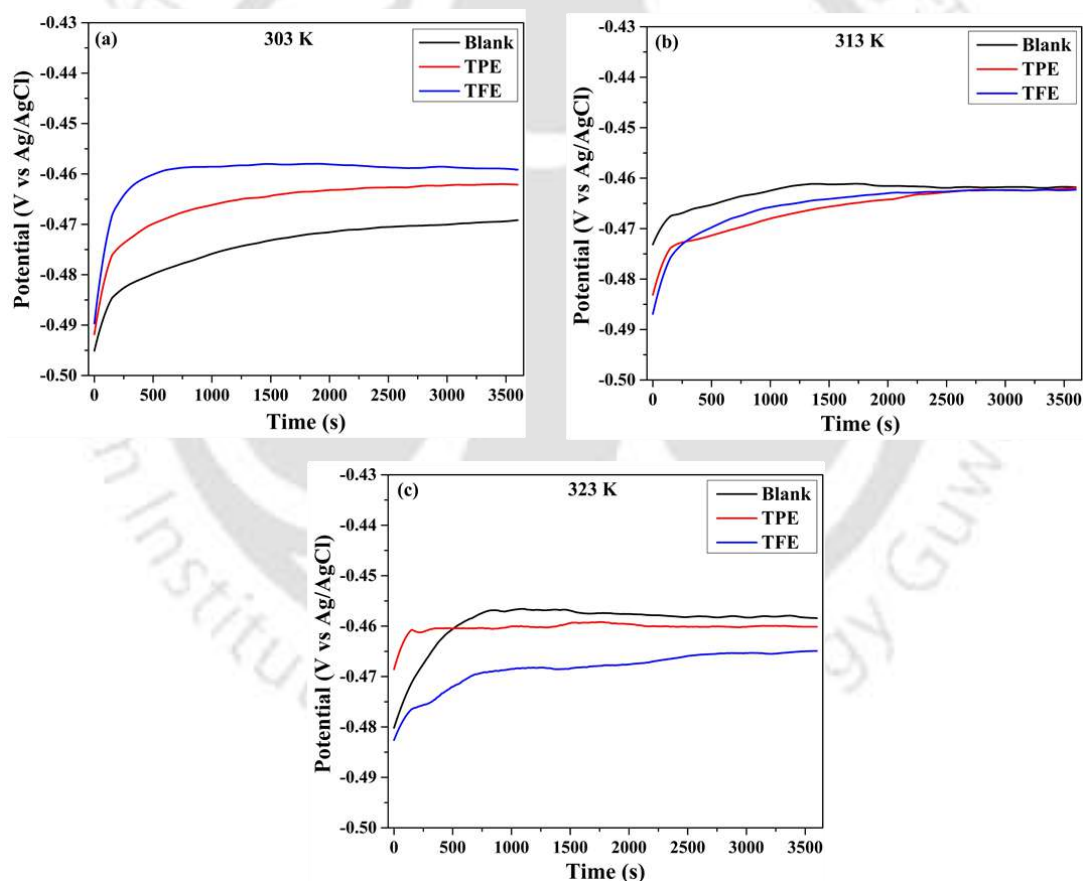 (a) 303 K
Blank
TPE
TFE
Potential (V vs Ag/AgCl)
-0.43
-0.44
-0.45
-0.46
-0.47
-0.48
-0.49
-0.50
0 500 1000 1500 2000 2500 3000 3500
Time (s)
(b) 313 K
Blank
TPE
TFE
Potential (V vs Ag/AgCl)
-0.43
-0.44
-0.45
-0.46
-0.47
-0.48
-0.49
-0.50
0 500 1000 1500 2000 2500 3000 3500
Time (s)
(c) 323 K
Blank
TPE
TFE
Potential (V vs Ag/AgCl)
-0.43
-0.44
-0.45
-0.46
-0.47
-0.48
-0.49
-0.50
0 500 1000 1500 2000 2500 3000 3500
Time (s)